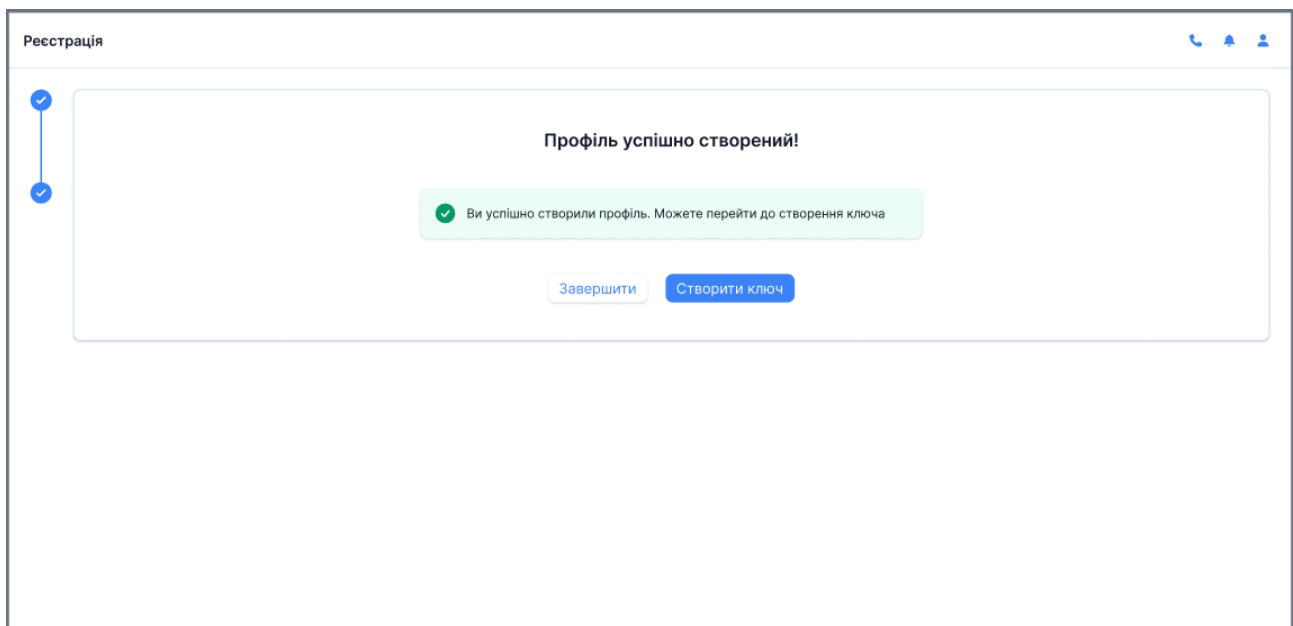 Реєстрація
Профіль успішно створений!
Ви успішно створили профіль. Можете перейти до створення ключа
Завершити
Створити ключ